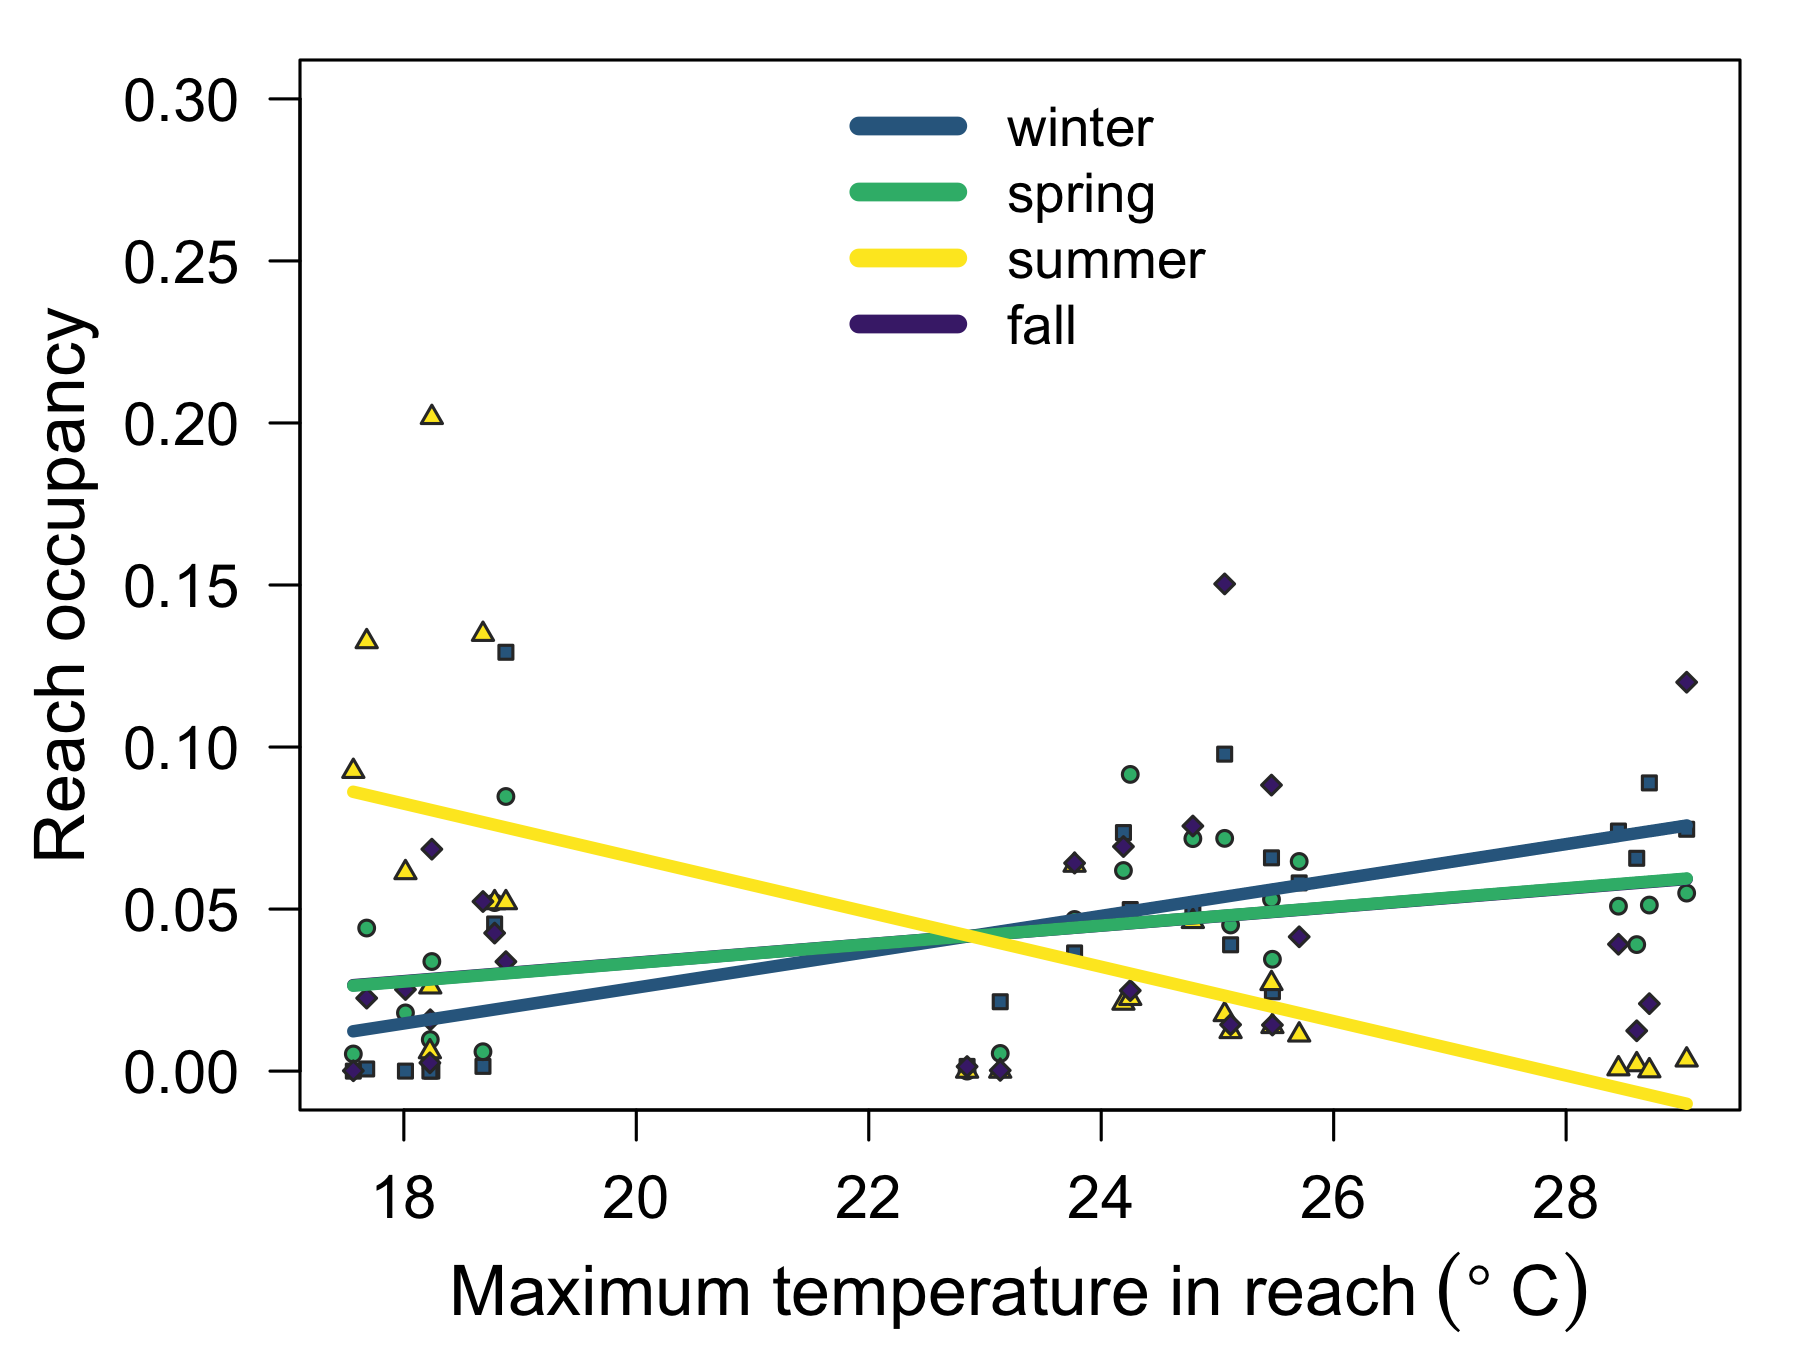 0.30
0.25
0.20
0.15
0.10
0.05
0.00
Reach occupancy
winter
spring
summer
fall
18 20 22 24 26 28
Maximum temperature in reach (° C)